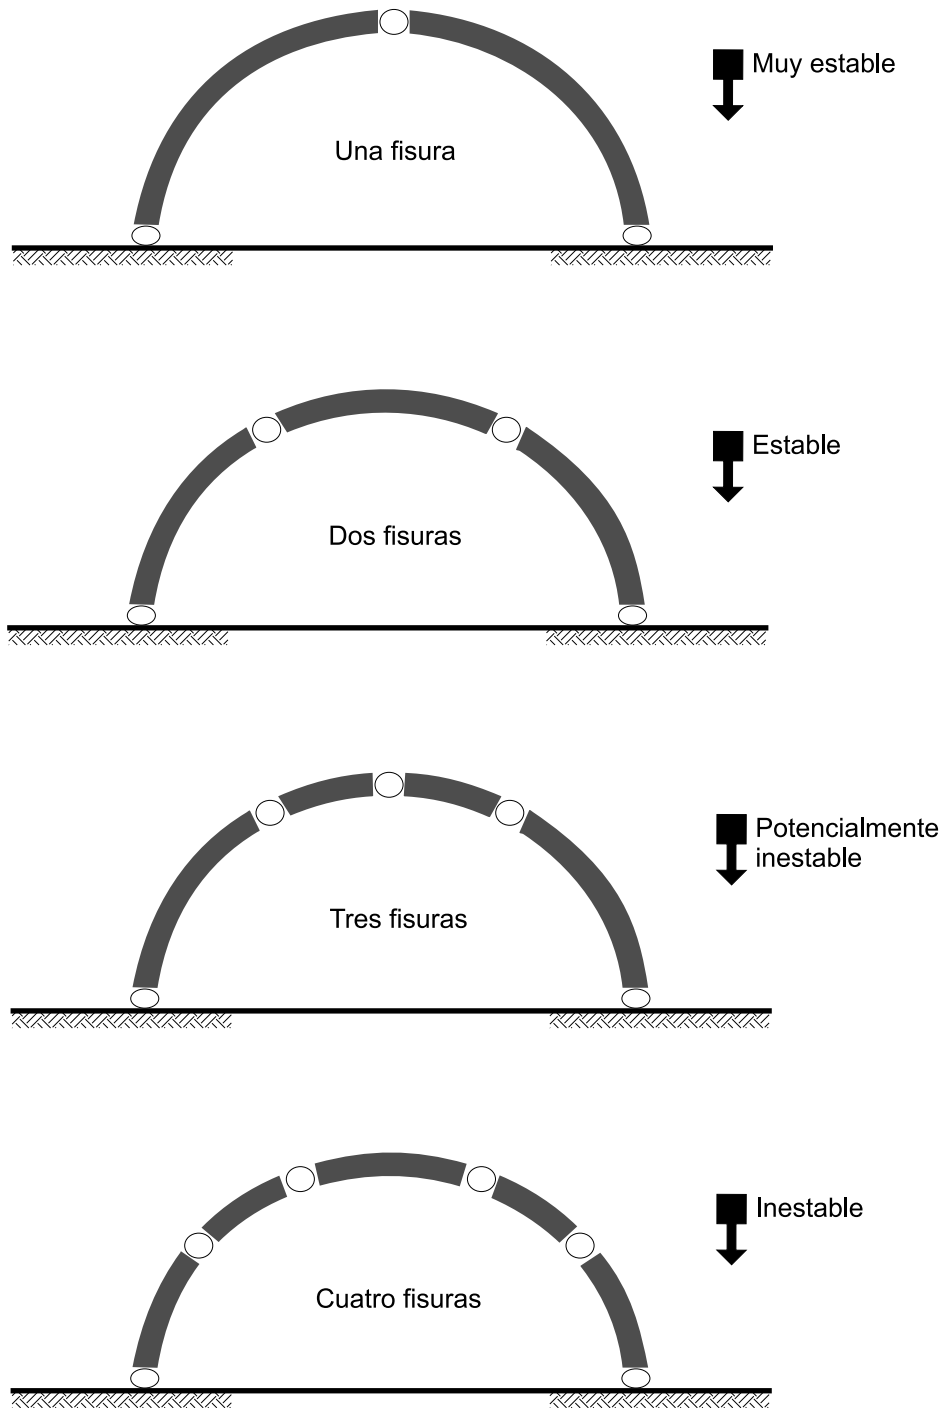 Muy estable
Una fisura
Estable
Dos fisuras
Potencialmente
inestable
Tres fisuras
Inestable
Cuatro fisuras